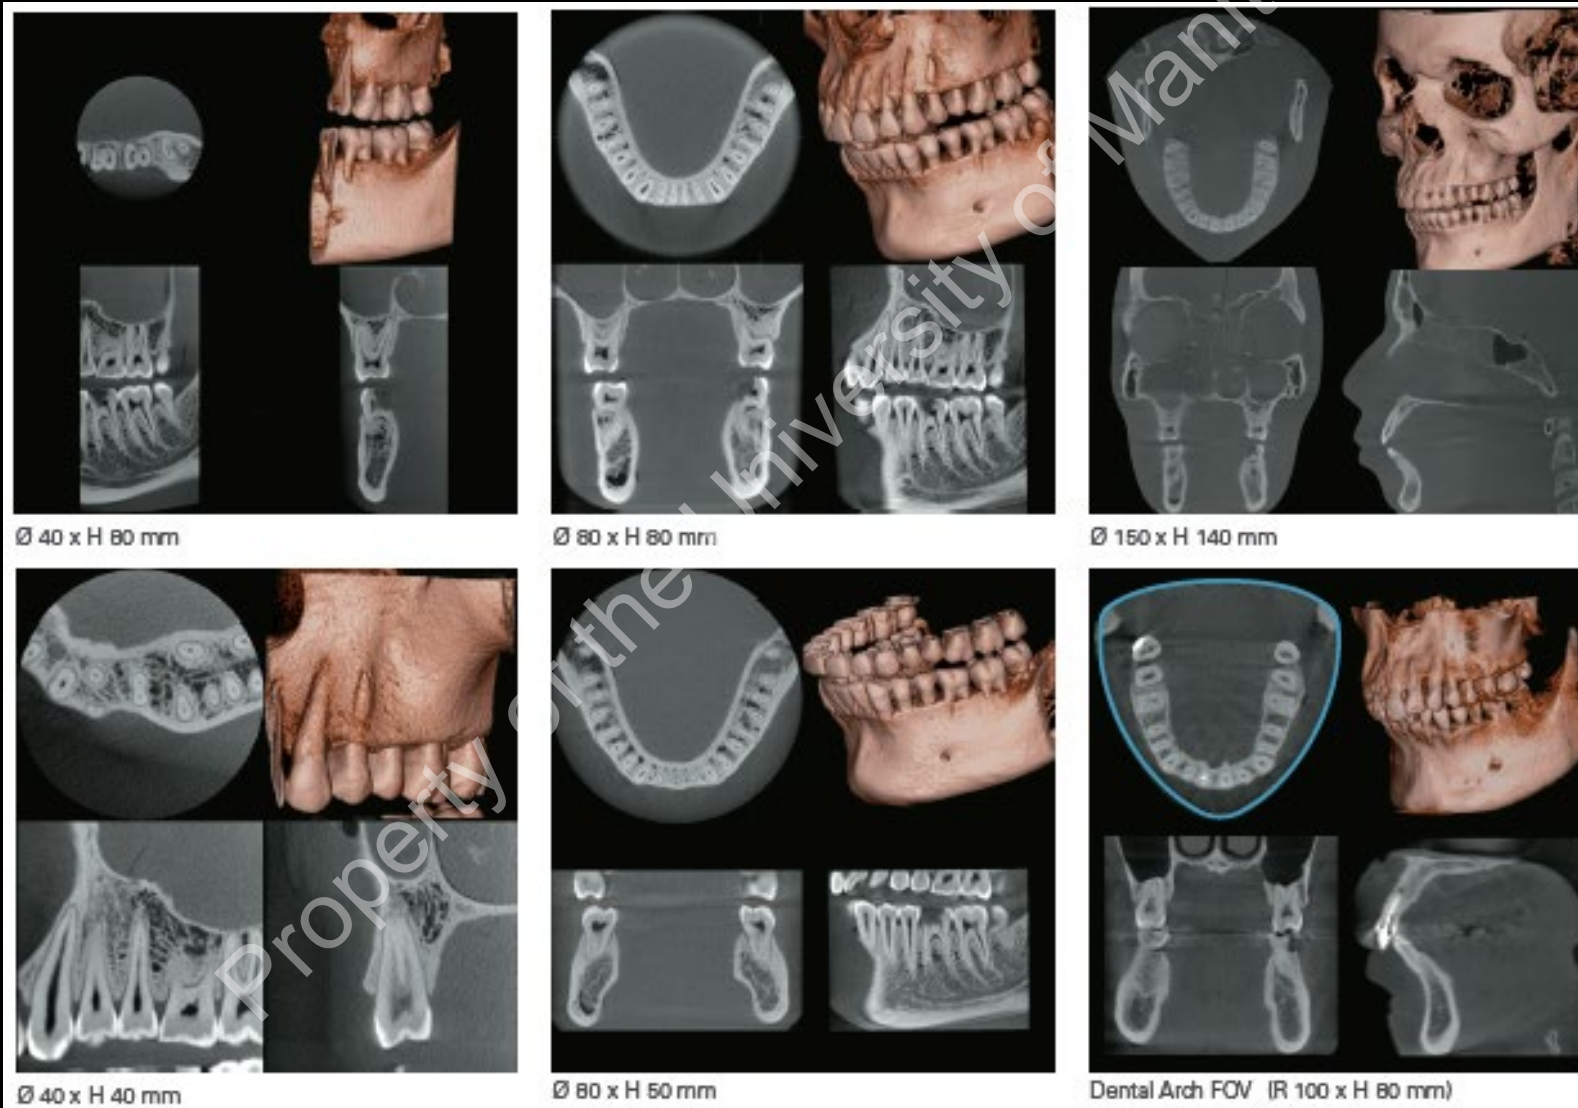 Ø 40 x H 80 mm
Ø 80 x H 80 mm
Ø 150 x H 140 mm
Ø 40 x H 40 mm
Ø 80 x H 50 mm
Dental Arch FOV (R 100 x H 80 mm)
Property of the University of Manit